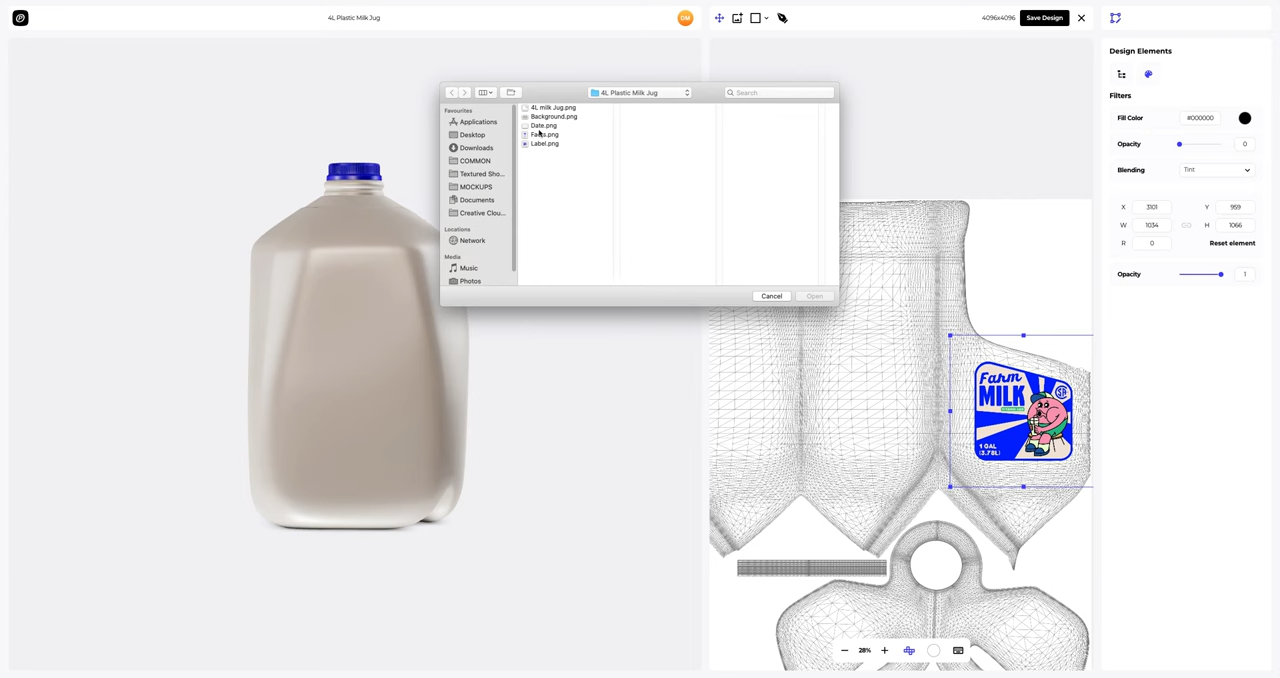 4L Plastic Milk Jug
DM
4096x4096
Save Design
Design Elements
Filters
Fill Color
#000000
Opacity
0
Blending
Tint
X
3101
Y
959
W
1034
H
1066
R
0
Reset element
Opacity
1
4L Plastic Milk Jug
Search
Favourites
Applications
Desktop
Downloads
COMMON
Textured Sho...
MOCKUPS
Documents
Creative Clou...
Locations
Network
Media
Music
Photos
4L milk Jug.png
Background.png
Date.png
Label.png
Cancel
Open
Farm
MILK
1 GAL
(3.78L)
28%